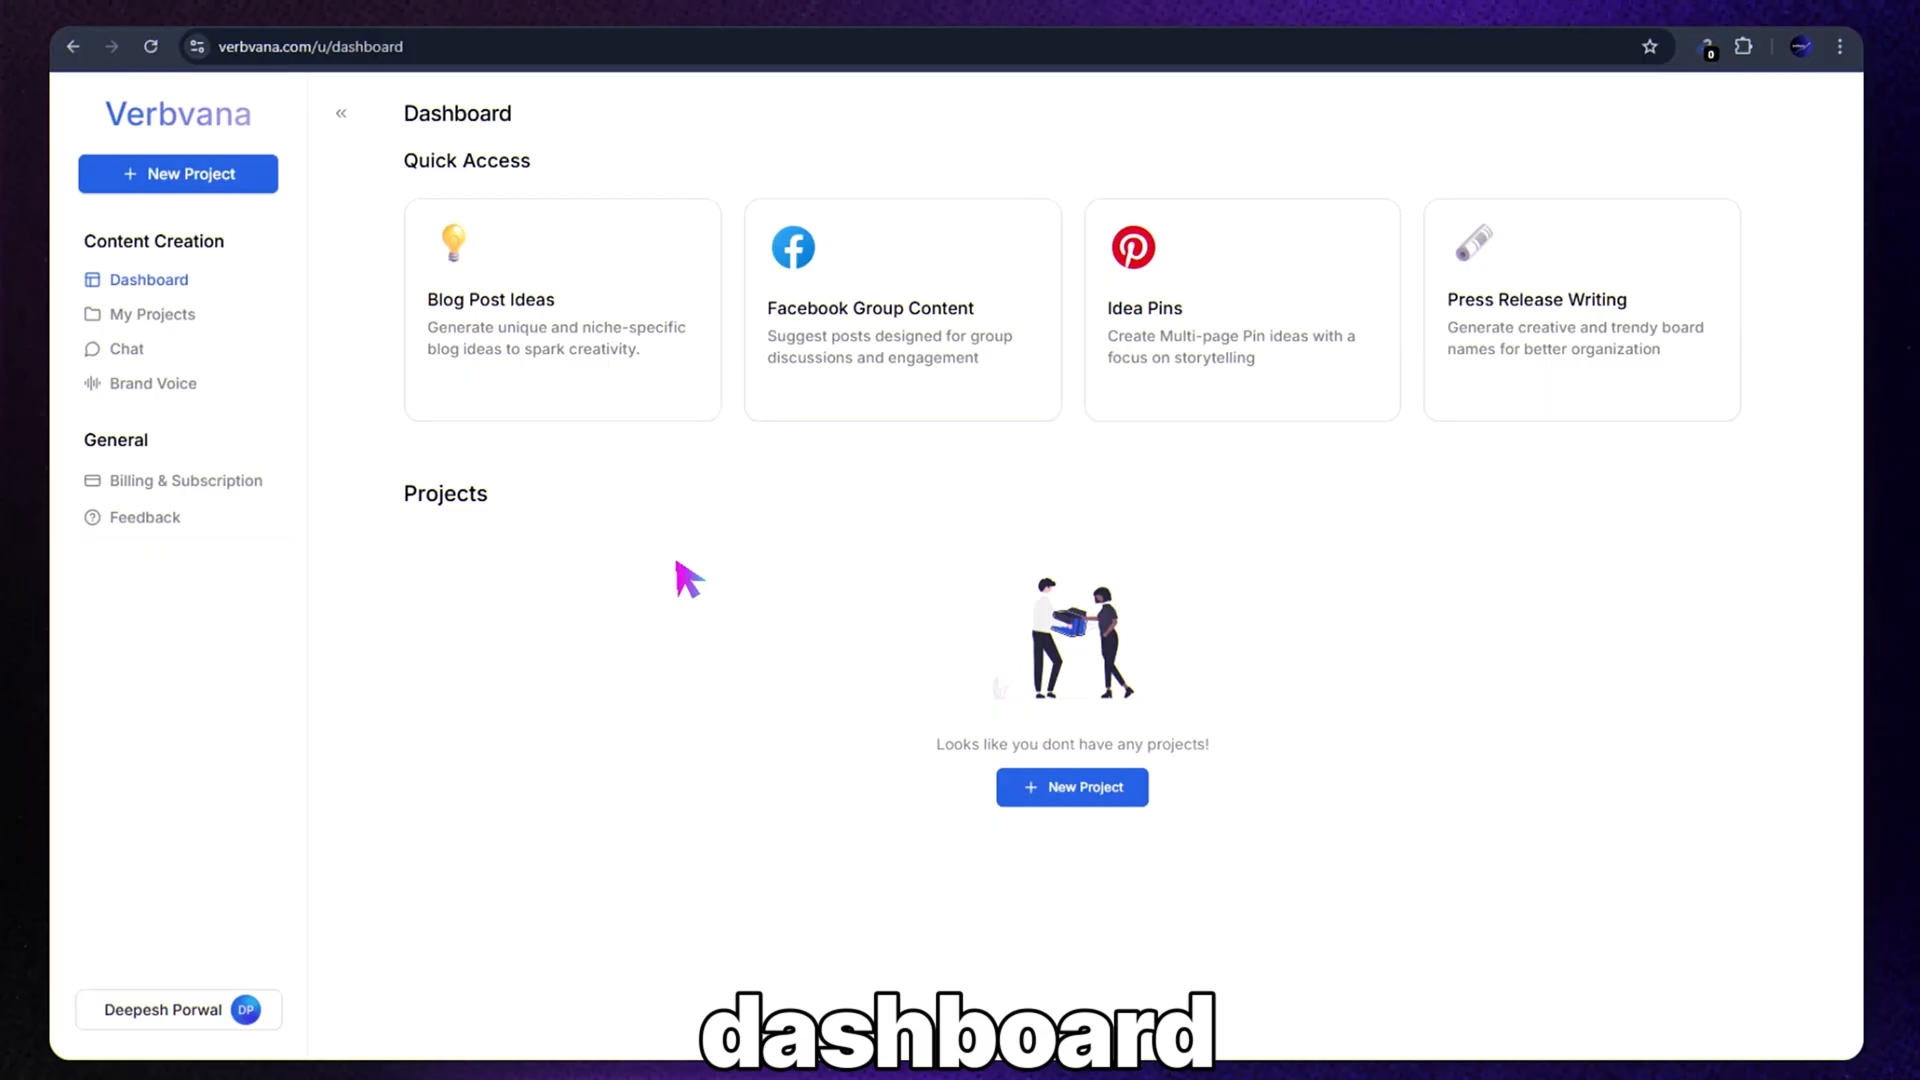 verbvana.com/u/dashboard
0
Verbvana
+ New Project
Content Creation
Dashboard
My Projects
Chat
Brand Voice
General
Billing & Subscription
Feedback
Deepesh Porwal DP
Dashboard
Quick Access
Blog Post Ideas
Generate unique and niche-specific
blog ideas to spark creativity.
Facebook Group Content
Suggest posts designed for group
discussions and engagement
Idea Pins
Create Multi-page Pin ideas with a
focus on storytelling
Press Release Writing
Generate creative and trendy board
names for better organization
Projects
Looks like you dont have any projects!
+ New Project
dashboard